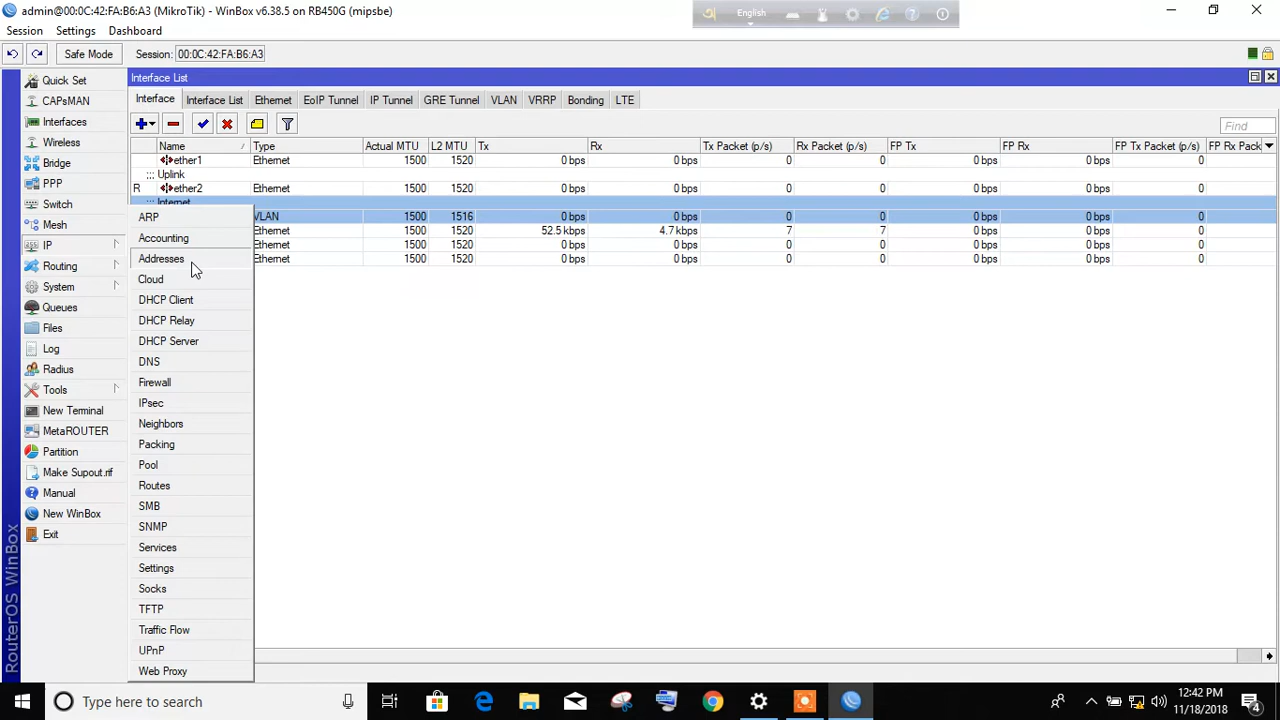 admin@00:0C:42:FA:B6:A3 (MikroTik) - WinBox v6.38.5 on RB450G (mipsbe)
English
Session Settings Dashboard
Safe Mode Session: 00:0C:42:FA:B6:A3
Quick Set
CAPsMAN
Interfaces
Wireless
Bridge
PPP
Switch
Mesh
IP
Routing
System
Queues
Files
Log
Radius
Tools
New Terminal
MetaROUTER
Partition
Make Supout.rif
Manual
New WinBox
Exit
RouterOS WinBox
Interface List
Interface Interface List Ethernet EoIP Tunnel IP Tunnel GRE Tunnel VLAN VRRP Bonding LTE
Find
Name Type Actual MTU L2 MTU Tx Rx Tx Packet (p/s) Rx Packet (p/s) FP Tx FP Rx FP Tx Packet (p/s) FP Rx Pack
ether1 Ethernet 1500 1520 0 bps 0 bps 0 0 0 bps 0 bps 0
::: Uplink
R ether2 Ethernet 1500 1520 0 bps 0 bps 0 0 0 bps 0 bps 0
::: Internet
VLAN 1500 1516 0 bps 0 bps 0 0 0 bps 0 bps 0
Ethernet 1500 1520 52.5 kbps 4.7 kbps 7 7 0 bps 0 bps 0
Ethernet 1500 1520 0 bps 0 bps 0 0 0 bps 0 bps 0
Ethernet 1500 1520 0 bps 0 bps 0 0 0 bps 0 bps 0
ARP
Accounting
Addresses
Cloud
DHCP Client
DHCP Relay
DHCP Server
DNS
Firewall
IPsec
Neighbors
Packing
Pool
Routes
SMB
SNMP
Services
Settings
Socks
TFTP
Traffic Flow
UPnP
Web Proxy
Type here to search
12:42 PM
11/18/2018
4